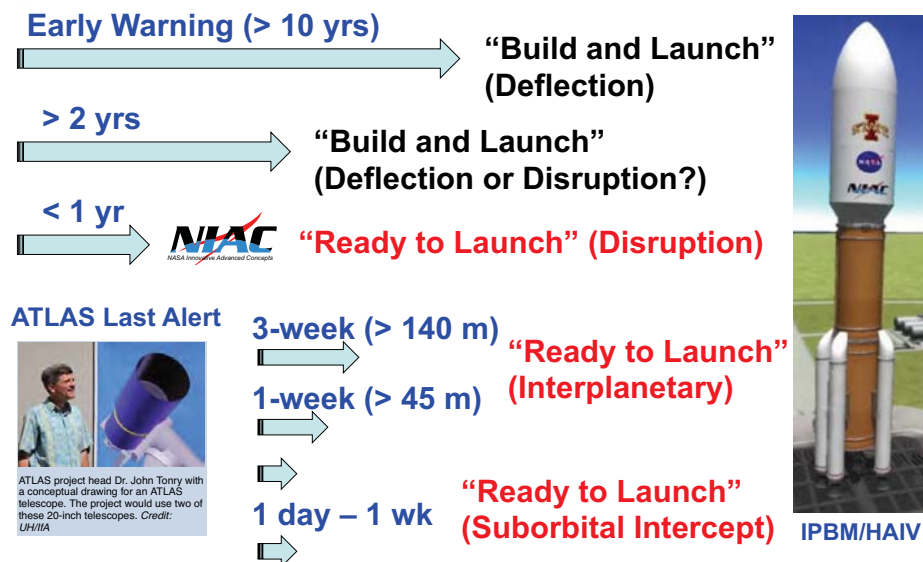 Early Warning (> 10 yrs)
“Build and Launch”
(Deflection)
> 2 yrs
“Build and Launch”
(Deflection or Disruption?)
< 1 yr
NIAC
NASA Innovative Advanced Concepts
“Ready to Launch” (Disruption)
ATLAS Last Alert
ATLAS project head Dr. John Tonry with
a conceptual drawing for an ATLAS
telescope. The project would use two of
these 20-inch telescopes. Credit:
UH/IfA
3-week (> 140 m)
“Ready to Launch”
(Interplanetary)
1-week (> 45 m)
“Ready to Launch”
(Suborbital Intercept)
1 day – 1 wk
I
STATE
NASA
NIAC
IPBM/HAIV